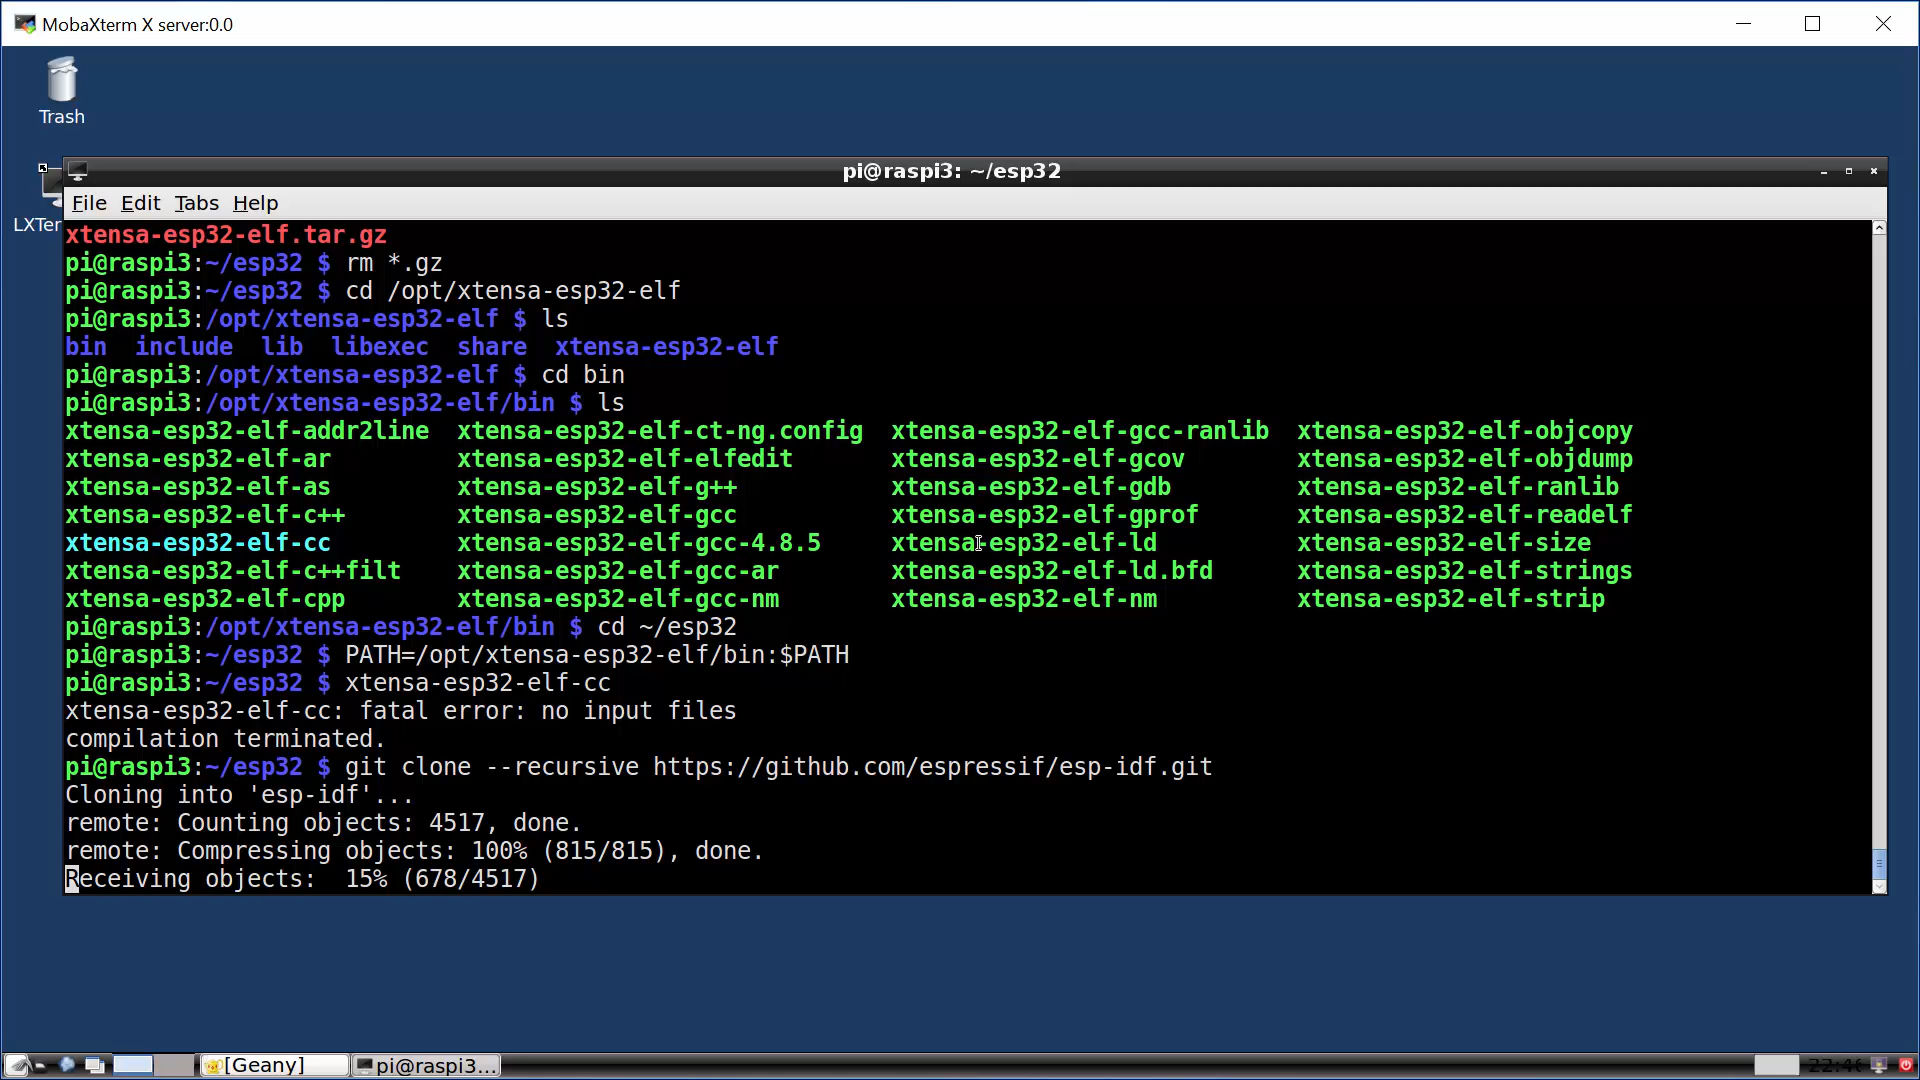 MobaXterm X server:0.0
Trash
LXTer
pi@raspi3: ~/esp32
File Edit Tabs Help
xtensa-esp32-elf.tar.gz
pi@raspi3:~/esp32 $ rm *.gz
pi@raspi3:~/esp32 $ cd /opt/xtensa-esp32-elf
pi@raspi3:/opt/xtensa-esp32-elf $ ls
bin include lib libexec share xtensa-esp32-elf
pi@raspi3:/opt/xtensa-esp32-elf $ cd bin
pi@raspi3:/opt/xtensa-esp32-elf/bin $ ls
xtensa-esp32-elf-addr2line xtensa-esp32-elf-ct-ng.config xtensa-esp32-elf-gcc-ranlib xtensa-esp32-elf-objcopy
xtensa-esp32-elf-ar xtensa-esp32-elf-elfedit xtensa-esp32-elf-gcov xtensa-esp32-elf-objdump
xtensa-esp32-elf-as xtensa-esp32-elf-g++ xtensa-esp32-elf-gdb xtensa-esp32-elf-ranlib
xtensa-esp32-elf-c++ xtensa-esp32-elf-gcc xtensa-esp32-elf-gprof xtensa-esp32-elf-readelf
xtensa-esp32-elf-cc xtensa-esp32-elf-gcc-4.8.5 xtensa-esp32-elf-ld xtensa-esp32-elf-size
xtensa-esp32-elf-c++filt xtensa-esp32-elf-gcc-ar xtensa-esp32-elf-ld.bfd xtensa-esp32-elf-strings
xtensa-esp32-elf-cpp xtensa-esp32-elf-gcc-nm xtensa-esp32-elf-nm xtensa-esp32-elf-strip
pi@raspi3:/opt/xtensa-esp32-elf/bin $ cd ~/esp32
pi@raspi3:~/esp32 $ PATH=/opt/xtensa-esp32-elf/bin:$PATH
pi@raspi3:~/esp32 $ xtensa-esp32-elf-cc
xtensa-esp32-elf-cc: fatal error: no input files
compilation terminated.
pi@raspi3:~/esp32 $ git clone --recursive https://github.com/espressif/esp-idf.git
Cloning into 'esp-idf'...
remote: Counting objects: 4517, done.
remote: Compressing objects: 100% (815/815), done.
Receiving objects: 15% (678/4517)
[Geany] pi@raspi3...